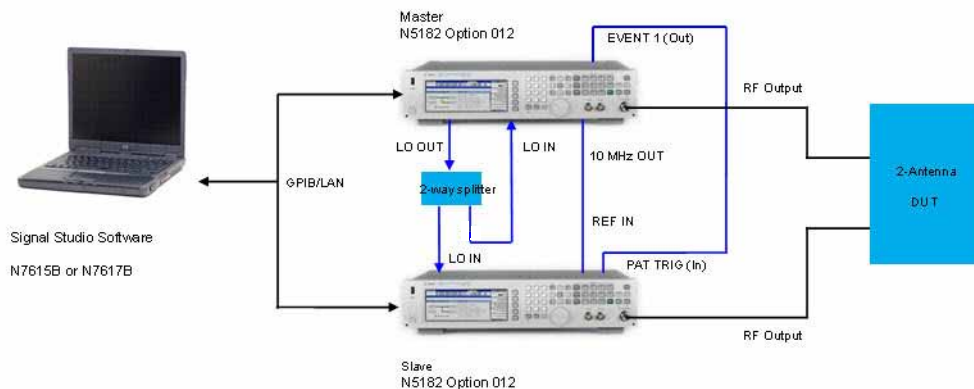 Master
N5182 Option 012
EVENT 1 (Out)
RF Output
LO OUT
LO IN
10 MHz OUT
GPIB/LAN
2-way splitter
2-Antenna
DUT
REF IN
Signal Studio Software
N7615B or N7617B
LO IN
PAT TRIG (In)
RF Output
Slave
N5182 Option 012